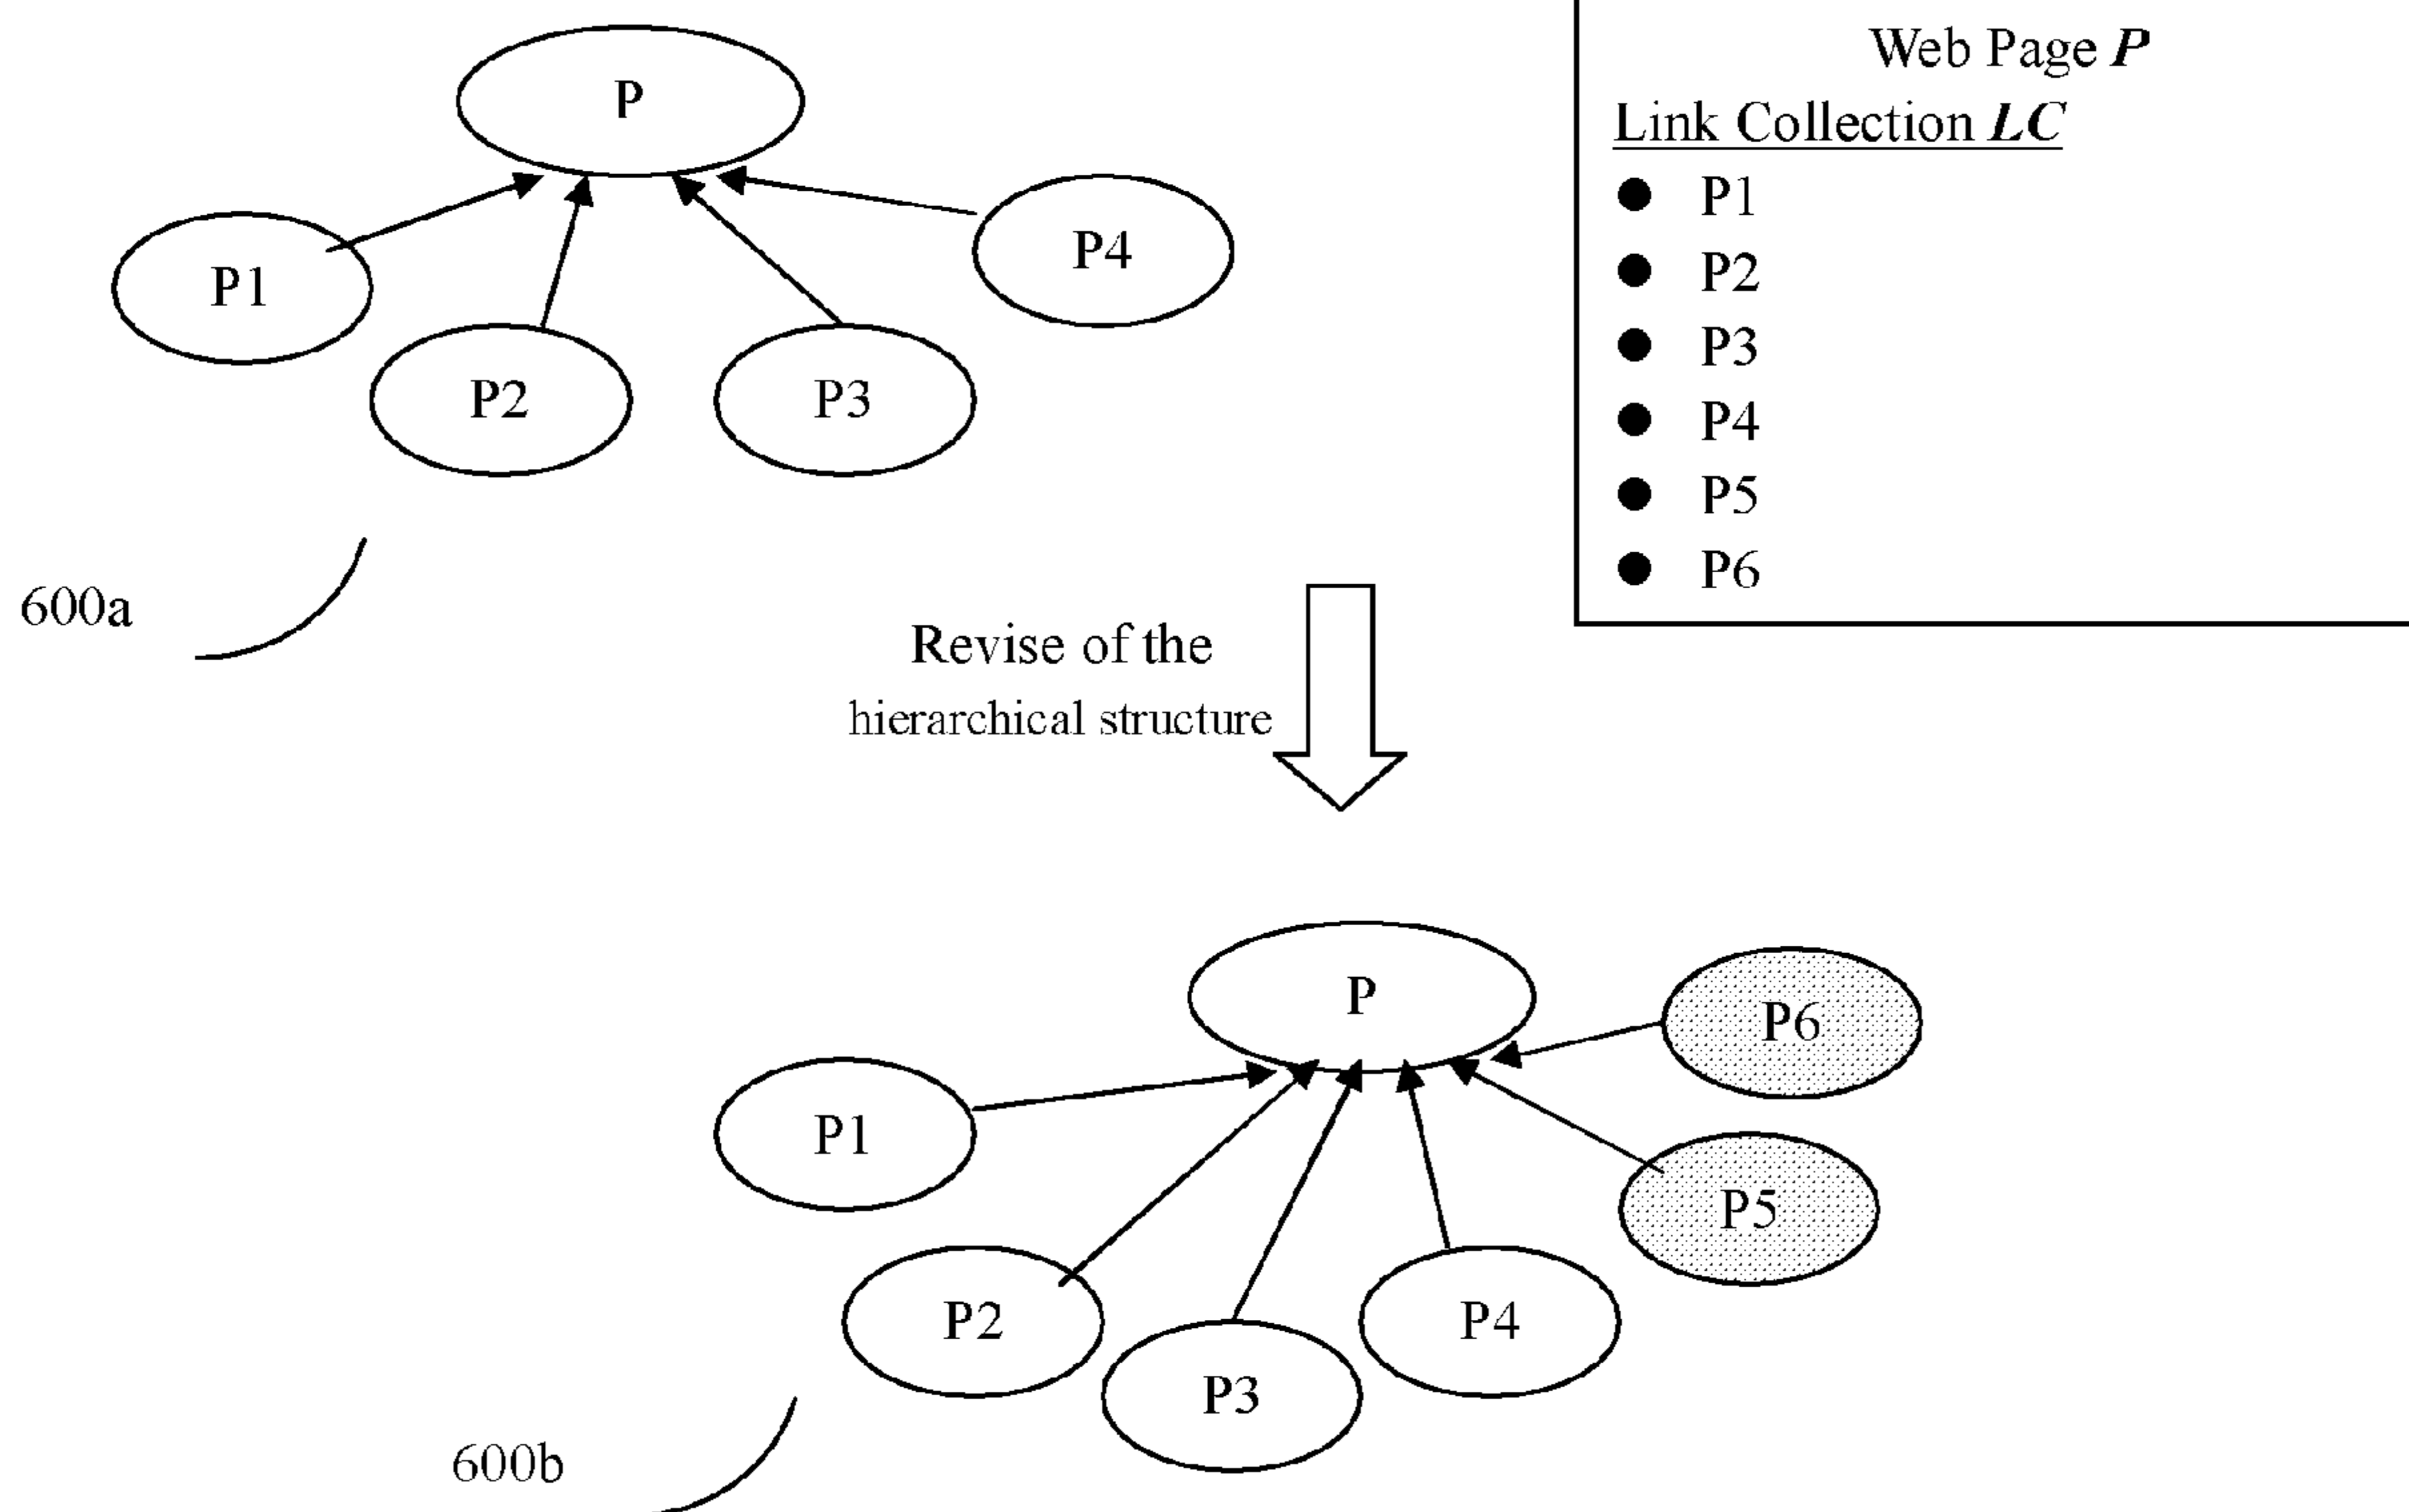 P
P1
P2
P3
P4
600a
Web Page P
Link Collection LC
● P1
● P2
● P3
● P4
● P5
● P6
Revise of the
hierarchical structure
P
P6
P1
P5
P2
P4
P3
600b